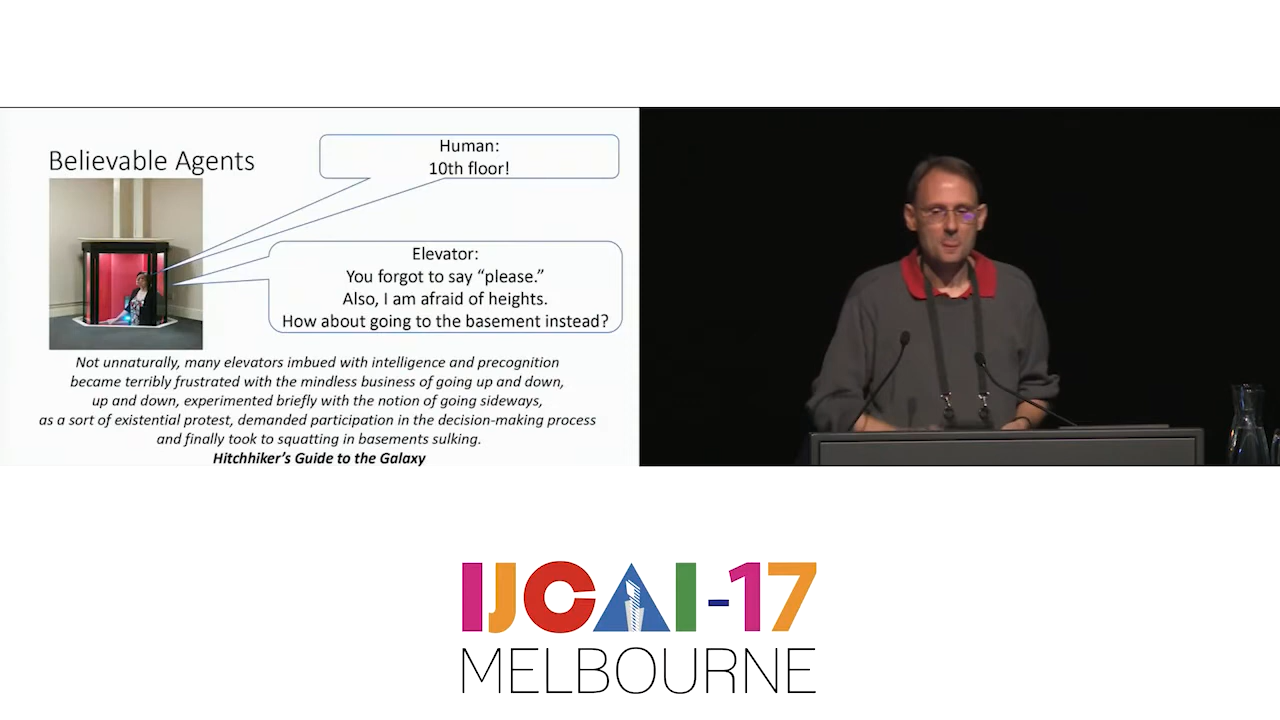 Believable Agents
Human:
10th floor!
Elevator:
You forgot to say “please.”
Also, I am afraid of heights.
How about going to the basement instead?
Not unnaturally, many elevators imbued with intelligence and precognition
became terribly frustrated with the mindless business of going up and down,
up and down, experimented briefly with the notion of going sideways,
as a sort of existential protest, demanded participation in the decision-making process
and finally took to squatting in basements sulking.
Hitchhiker’s Guide to the Galaxy
IJCAI-17
MELBOURNE